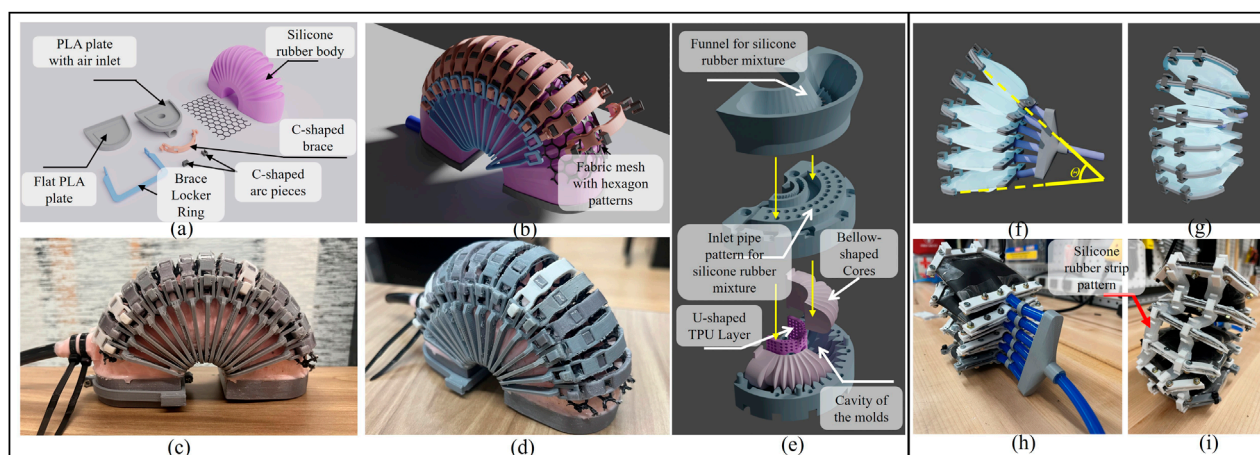 PLA plate
with air inlet
Silicone
rubber body
C-shaped
brace
Flat PLA
plate
Brace
Locker
Ring
C-shaped
arc pieces
(a)
Fabric mesh
with hexagon
patterns
(b)
(c)
(d)
Funnel for silicone
rubber mixture
Inlet pipe
pattern for
silicone rubber
mixture
Bellow-
shaped
Cores
U-shaped
TPU Layer
Cavity of
the molds
(e)
Θ
(f)
(g)
Silicone
rubber strip
pattern
(h)
(i)